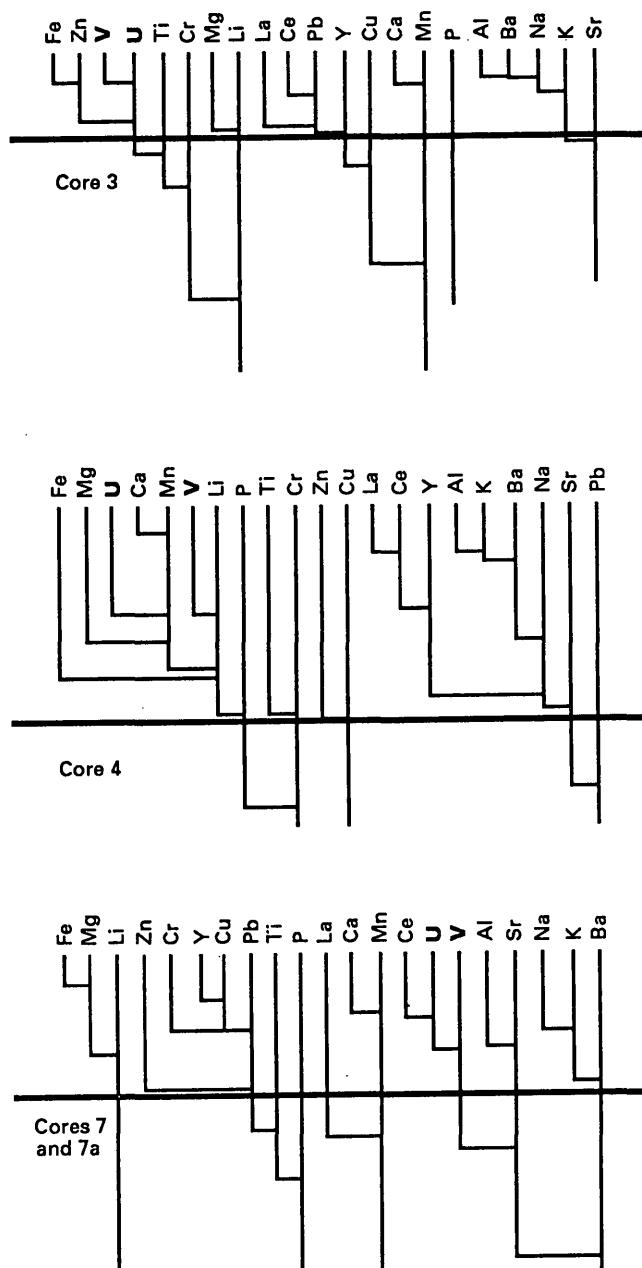 Fe Zn V U Ti Cr Mg Li La Ce Pb Y Cu Ca Mn P Al Ba Na K Sr
Core 3
Fe Mg U Ca Mn V Li P Ti Cr Zn Cu La Ce Y Al K Ba Na Sr Pb
Core 4
Fe Mg Li Zn Cr Y Cu Pb Ti P La Ca Mn Ce U V Al Sr Na K Ba
Cores 7
and 7a